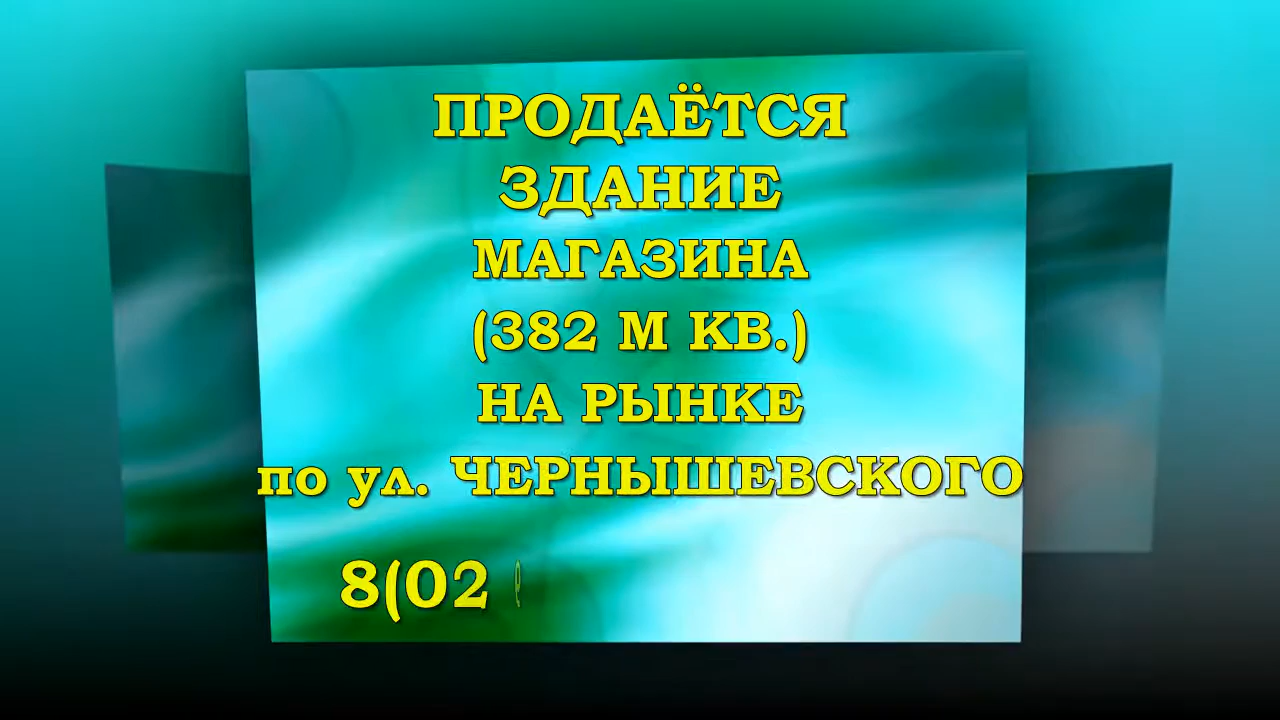 ПРОДАЁТСЯ
ЗДАНИЕ
МАГАЗИНА
(382 М КВ.)
НА РЫНКЕ
по ул. ЧЕРНЫШЕВСКОГО
8(02